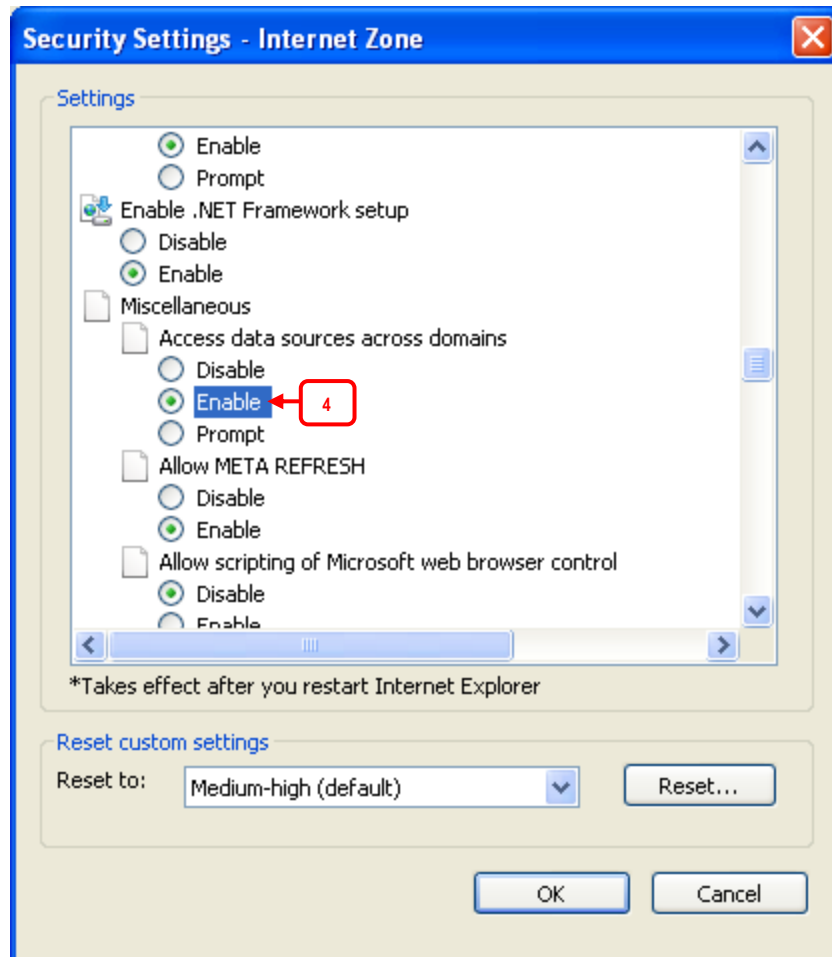 Security Settings - Internet Zone
Settings
Enable
Prompt
Enable .NET Framework setup
Disable
Enable
Miscellaneous
Access data sources across domains
Disable
Enable 4
Prompt
Allow META REFRESH
Disable
Enable
Allow scripting of Microsoft web browser control
Disable
Enable
*Takes effect after you restart Internet Explorer
Reset custom settings
Reset to: Medium-high (default) Reset...
OK Cancel